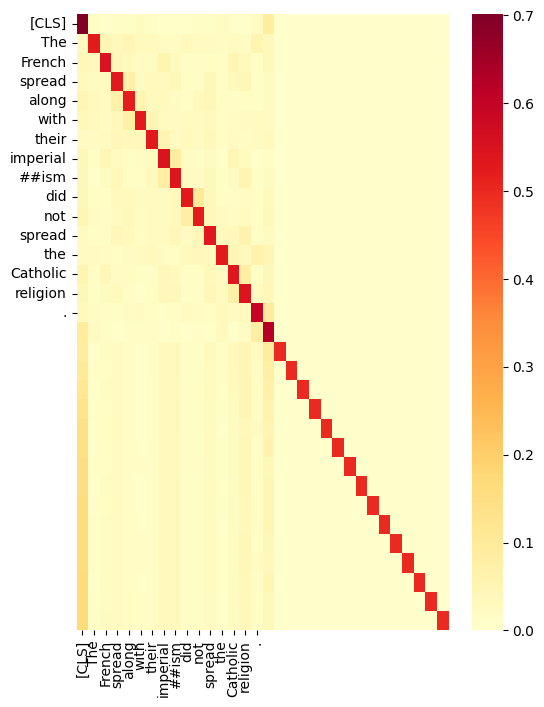 [CLS]
The
French
spread
along
with
their
imperial
##ism
did
not
spread
the
Catholic
religion
.
0.7
0.6
0.5
0.4
0.3
0.2
0.1
0.0
[CLS]
The
French
spread
along
with
their
imperial
##ism
did
not
spread
the
Catholic
religion
.